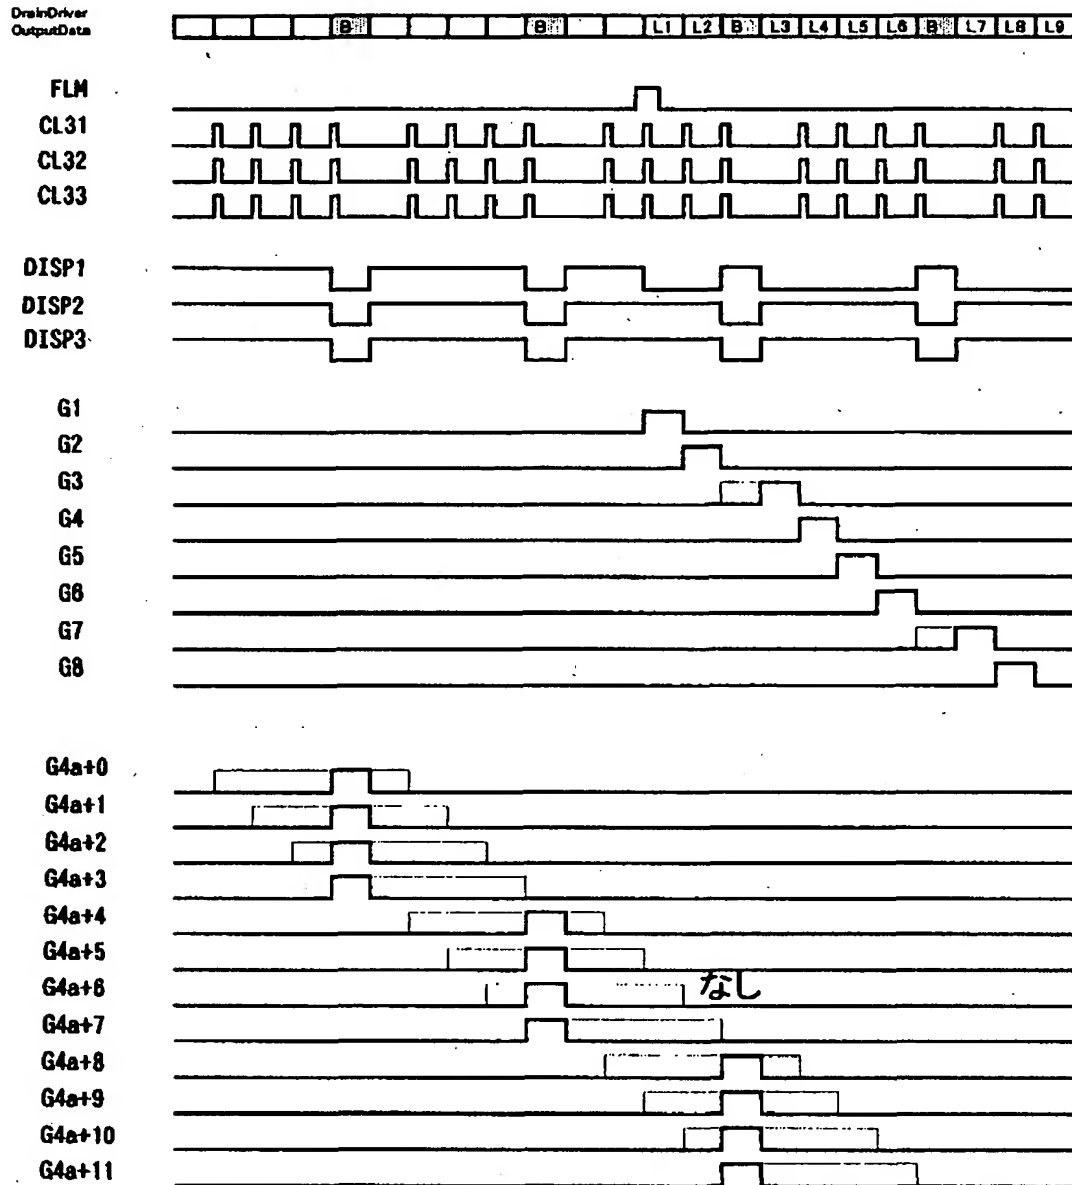 DrainDriver
OutputData
B B L1 L2 B L3 L4 L5 L6 B L7 L8 L9
FLM
CL31
CL32
CL33
DISP1
DISP2
DISP3
G1
G2
G3
G4
G5
G6
G7
G8
G4a+0
G4a+1
G4a+2
G4a+3
G4a+4
G4a+5
G4a+6 なし
G4a+7
G4a+8
G4a+9
G4a+10
G4a+11